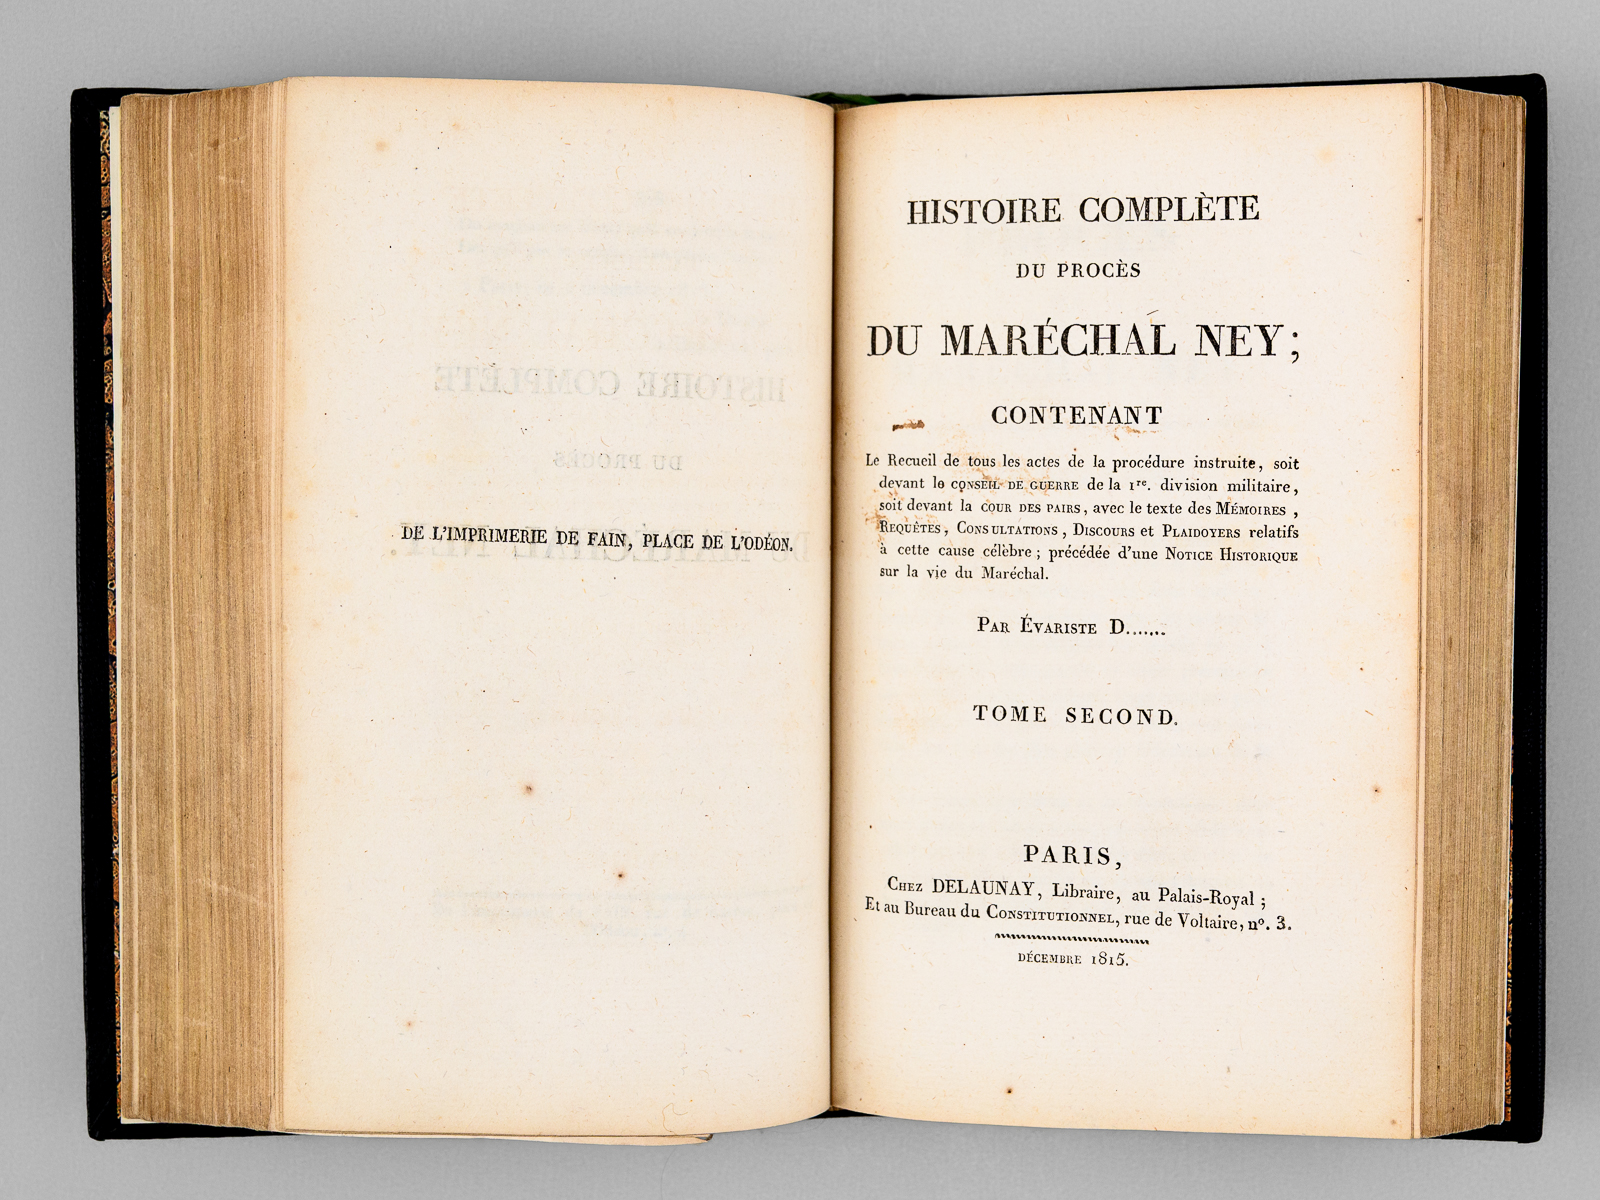 DE L'IMPRIMERIE DE FAIN, PLACE DE L'ODÉON.
HISTOIRE COMPLÈTE
DU PROCÈS
DU MARÉCHAL NEY;
CONTENANT
Le Recueil de tous les actes de la procédure instruite, soit
devant le CONSEIL DE GUERRE de la 1re. division militaire,
soit devant la COUR DES PAIRS, avec le texte des MÉMOIRES,
REQUÊTES, CONSULTATIONS, DISCOURS et PLAIDOYERS relatifs
à cette cause célèbre; précédée d'une NOTICE HISTORIQUE
sur la vie du Maréchal.
PAR ÉVARISTE D.......
TOME SECOND.
PARIS,
CHEZ DELAUNAY, Libraire, au Palais-Royal;
Et au Bureau du CONSTITUTIONNEL, rue de Voltaire, nº. 3.
DÉCEMBRE 1815.